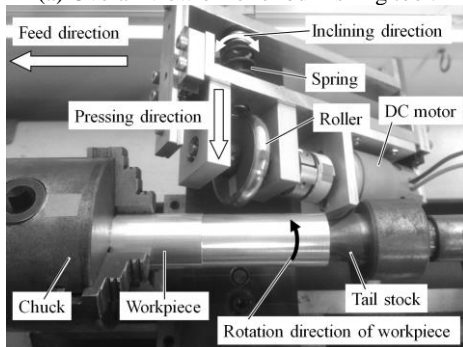 Feed direction
Inclining direction
Spring
Pressing direction
Roller
DC motor
Chuck
Workpiece
Tail stock
Rotation direction of workpiece